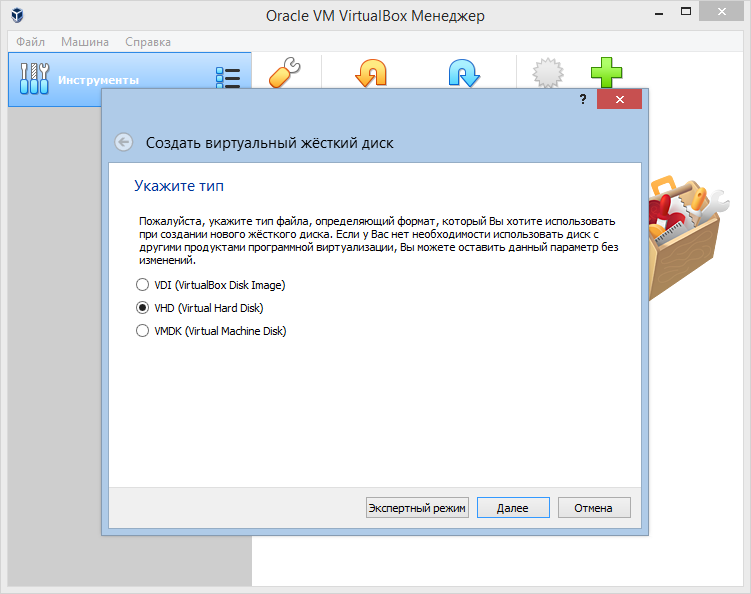 Oracle VM VirtualBox Менеджер
Файл Машина Справка
Инструменты
?
Создать виртуальный жёсткий диск
Укажите тип
Пожалуйста, укажите тип файла, определяющий формат, который Вы хотите использовать
при создании нового жёсткого диска. Если у Вас нет необходимости использовать диск с
другими продуктами программной виртуализации, Вы можете оставить данный параметр без
изменений.
VDI (VirtualBox Disk Image)
VHD (Virtual Hard Disk)
VMDK (Virtual Machine Disk)
Экспертный режим Далее Отмена